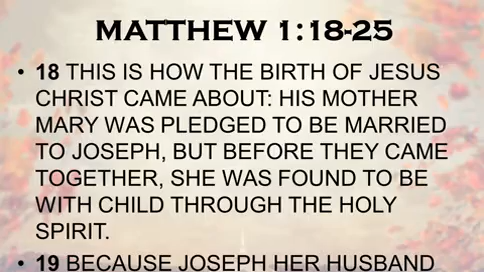 MATTHEW 1:18-25
• 18 THIS IS HOW THE BIRTH OF JESUS
CHRIST CAME ABOUT: HIS MOTHER
MARY WAS PLEDGED TO BE MARRIED
TO JOSEPH, BUT BEFORE THEY CAME
TOGETHER, SHE WAS FOUND TO BE
WITH CHILD THROUGH THE HOLY
SPIRIT.
• 19 BECAUSE JOSEPH HER HUSBAND